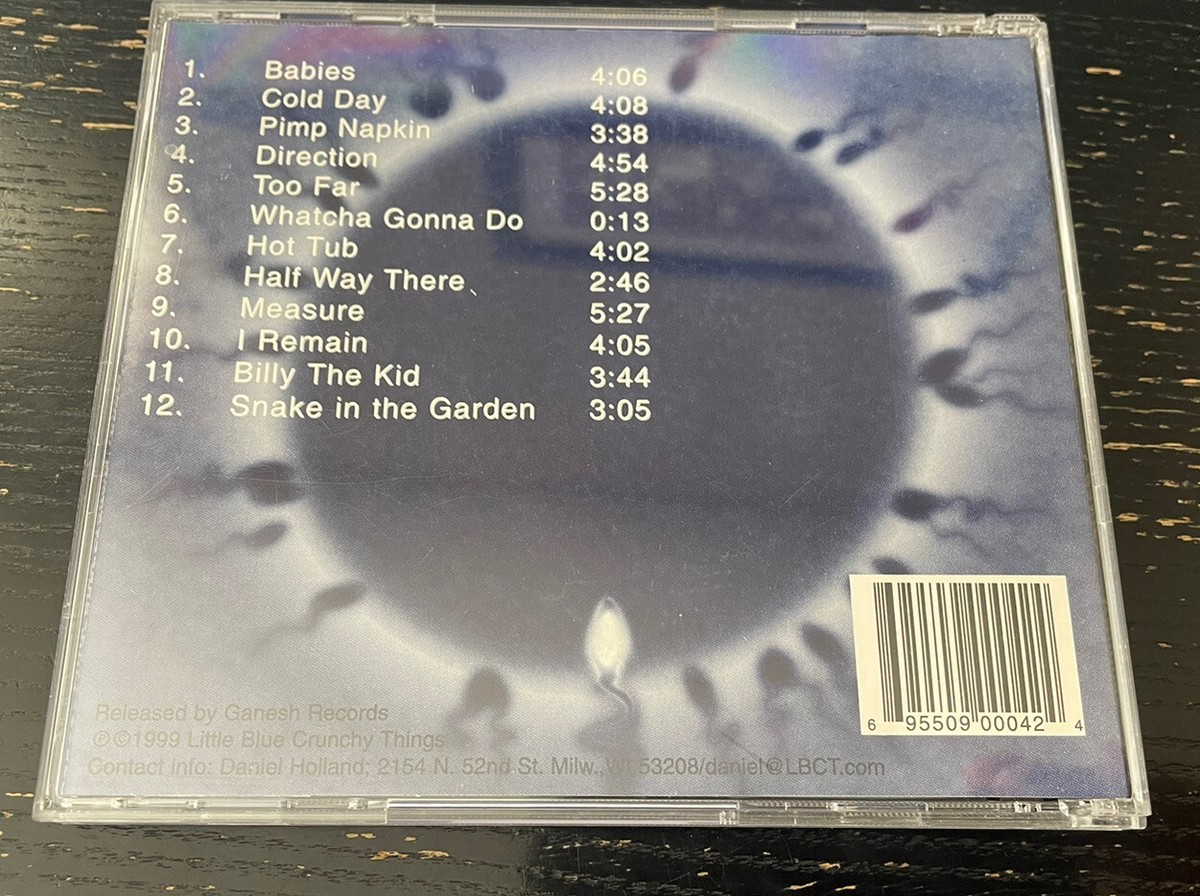 1. Babies 4:06
2. Cold Day 4:08
3. Pimp Napkin 3:38
4. Direction 4:54
5. Too Far 5:28
6. Whatcha Gonna Do 0:13
7. Hot Tub 4:02
8. Half Way There 2:46
9. Measure 5:27
10. I Remain 4:05
11. Billy The Kid 3:44
12. Snake in the Garden 3:05
6 95509 00042 4
Released by Ganesh Records
℗©1999 Little Blue Crunchy Things
Contact info: Daniel Holland; 2154 N. 52nd St. Milw., WI 53208/daniel@LBCT.com